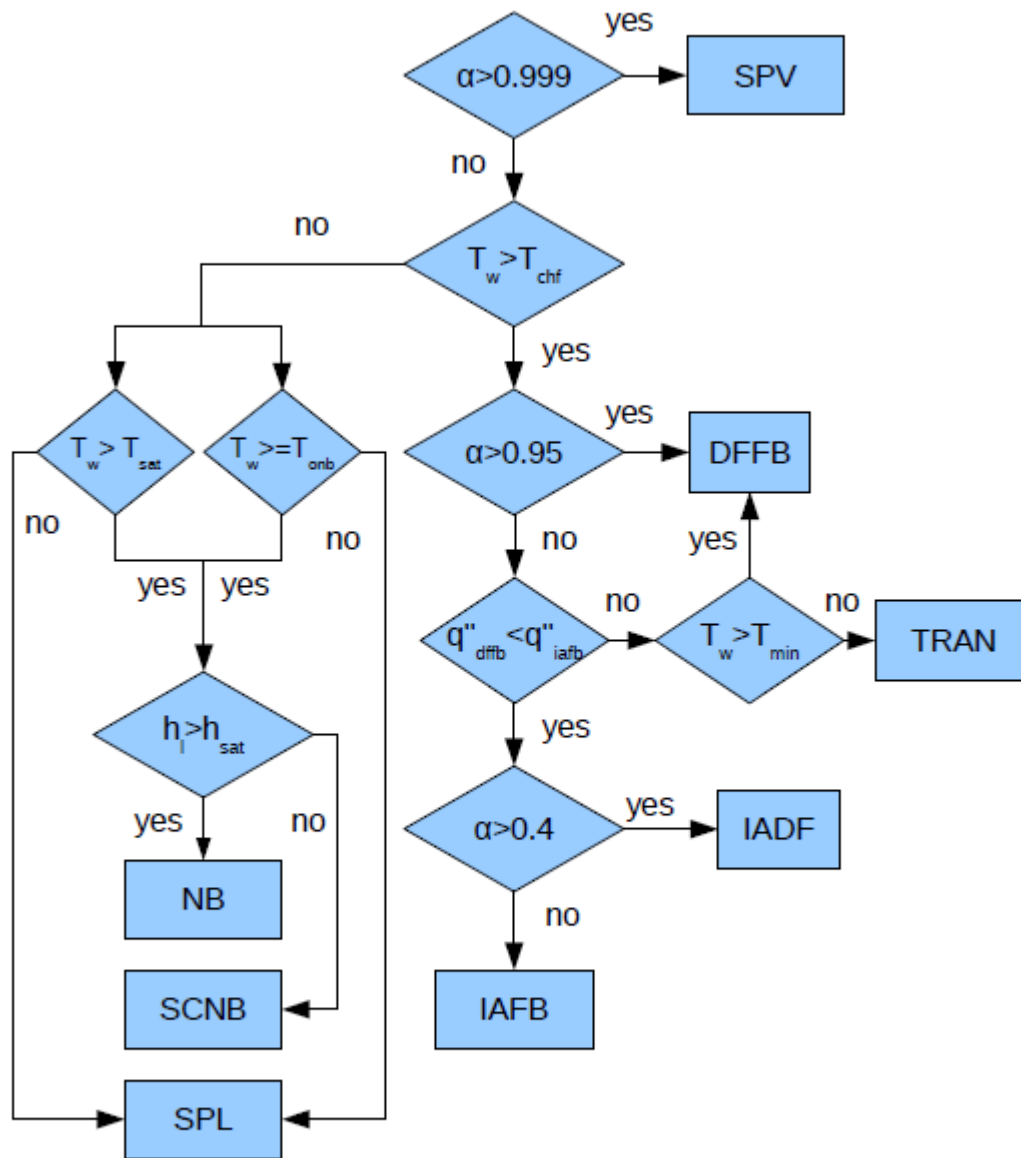 yes
α>0.999
SPV
no
no
Tw>Tchf
yes
yes
Tw> Tsat
Tw>=Tonb
α>0.95
DFFB
no
no
no
yes
yes
yes
no
no
q"dffb<q"iafb
Tw>Tmin
TRAN
hl>hsat
yes
yes
no
yes
α>0.4
IADF
NB
no
SCNB
IAFB
SPL